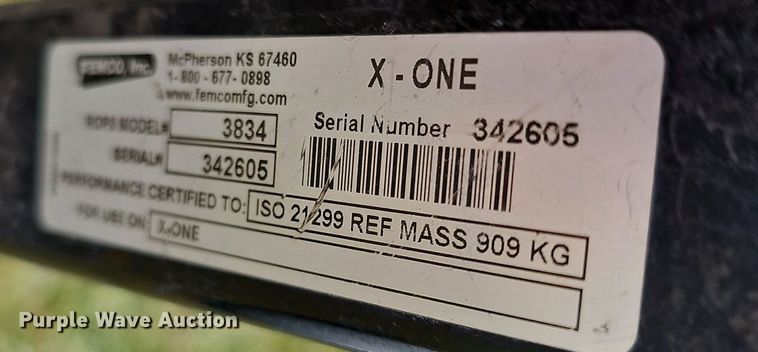 FEMCO, Inc.
McPherson KS 67460
1-800-677-0898
www.femcomfg.com
X-ONE
ROPS MODEL# 3834
Serial Number 342605
SERIAL# 342605
PERFORMANCE CERTIFIED TO: ISO 21299 REF MASS 909 KG
FOR USE ON: X-ONE
Purple Wave Auction